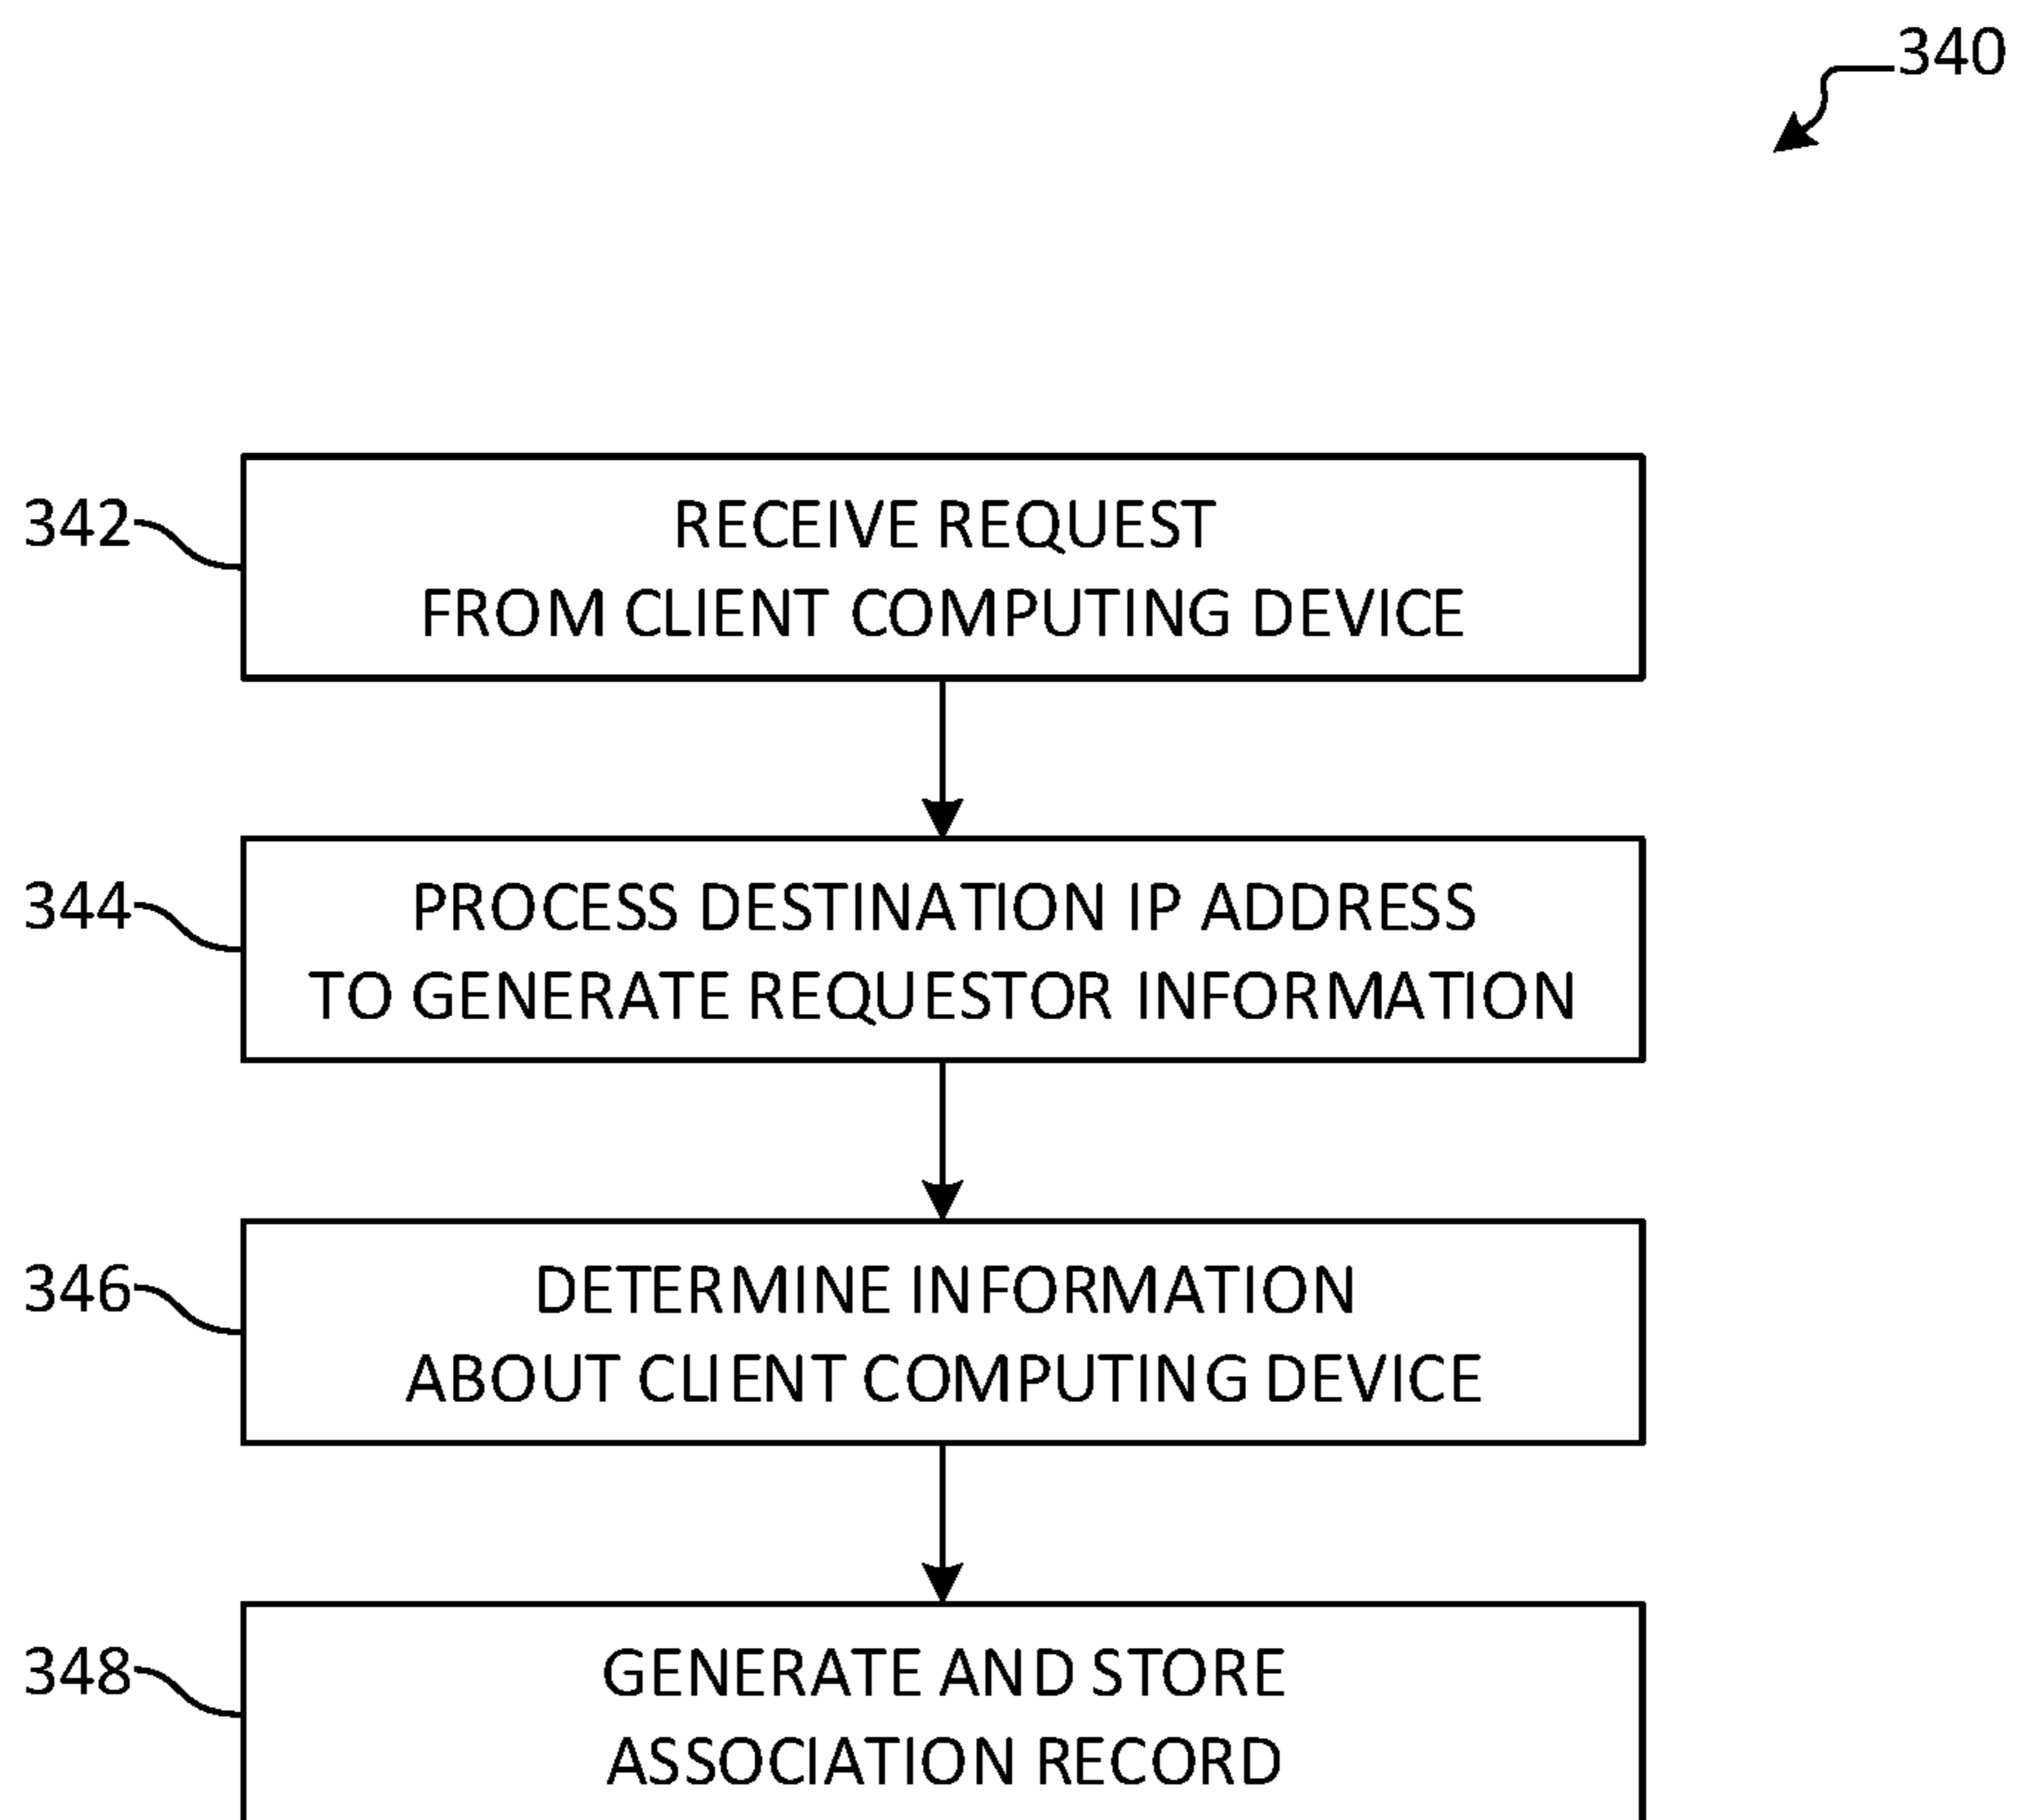 340
342
RECEIVE REQUEST
FROM CLIENT COMPUTING DEVICE
344
PROCESS DESTINATION IP ADDRESS
TO GENERATE REQUESTOR INFORMATION
346
DETERMINE INFORMATION
ABOUT CLIENT COMPUTING DEVICE
348
GENERATE AND STORE
ASSOCIATION RECORD